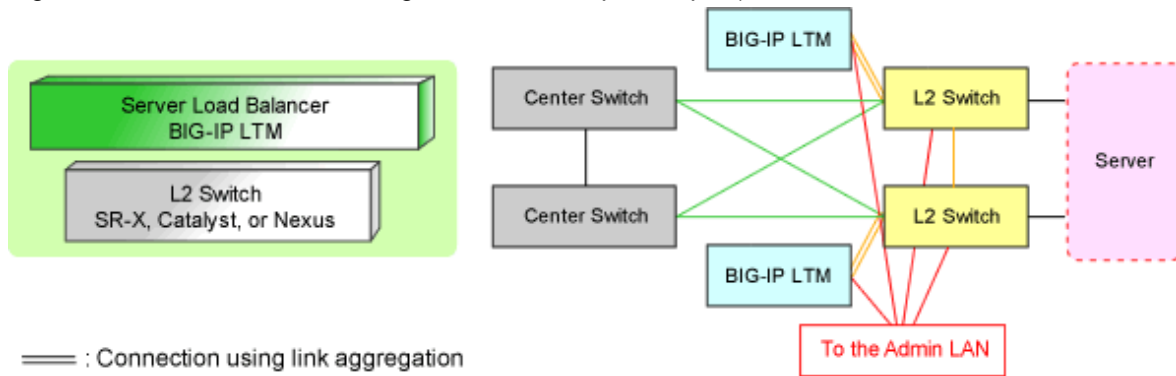 Server Load Balancer
BIG-IP LTM
L2 Switch
SR-X, Catalyst, or Nexus
BIG-IP LTM
Center Switch
L2 Switch
Server
Center Switch
L2 Switch
BIG-IP LTM
To the Admin LAN
: Connection using link aggregation